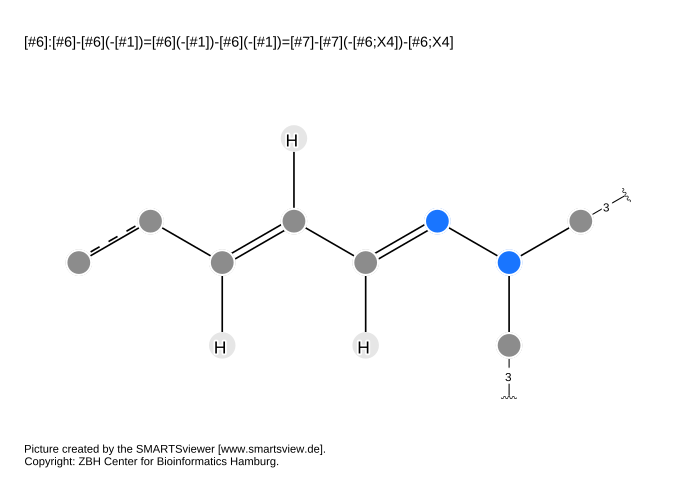 [#6]:[#6]-[#6](-[#1])=[#6](-[#1])-[#6](-[#1])=[#7]-[#7](-[#6;X4])-[#6;X4]
H
3
H
H
3
Picture created by the SMARTSviewer [www.smartsview.de].
Copyright: ZBH Center for Bioinformatics Hamburg.